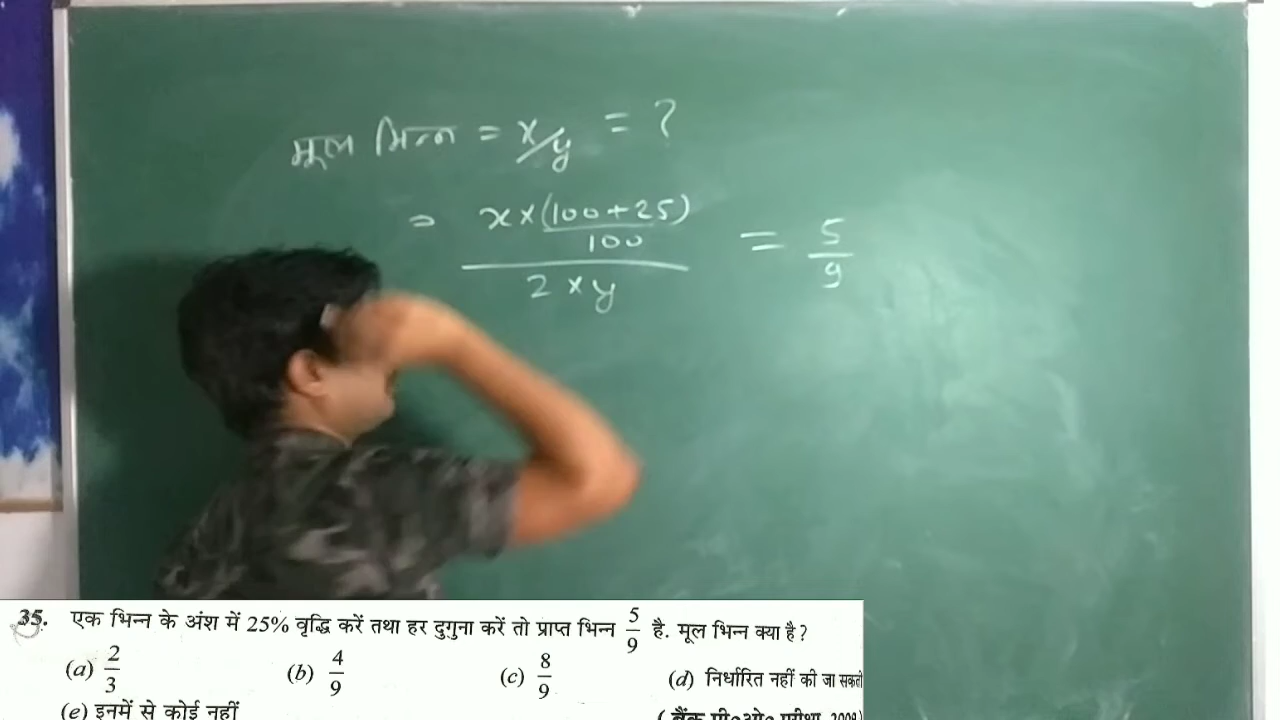 मूल भिन्न = x/y = ?
= x×(100+25)/100 / 2×y = 5/9
35. एक भिन्न के अंश में 25% वृद्धि करें तथा हर दुगुना करें तो प्राप्त भिन्न 5/9 है. मूल भिन्न क्या है ?
(a) 2/3 (b) 4/9 (c) 8/9 (d) निर्धारित नहीं की जा सकती
(e) इनमें से कोई नहीं